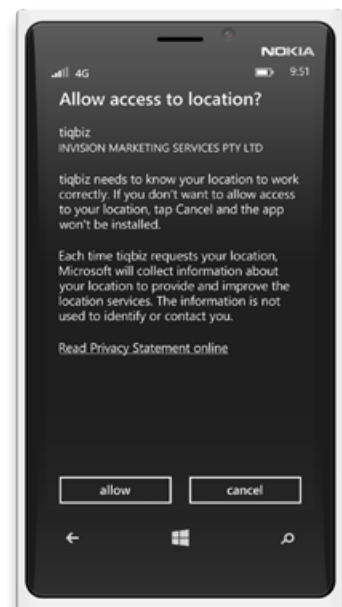 NOKIA
4G 9:51
Allow access to location?
tiqbiz
INVISION MARKETING SERVICES PTY LTD
tiqbiz needs to know your location to work
correctly. If you don't want to allow access
to your location, tap Cancel and the app
won't be installed.
Each time tiqbiz requests your location,
Microsoft will collect information about
your location to provide and improve the
location services. The information is not
used to identify or contact you.
Read Privacy Statement online
allow cancel